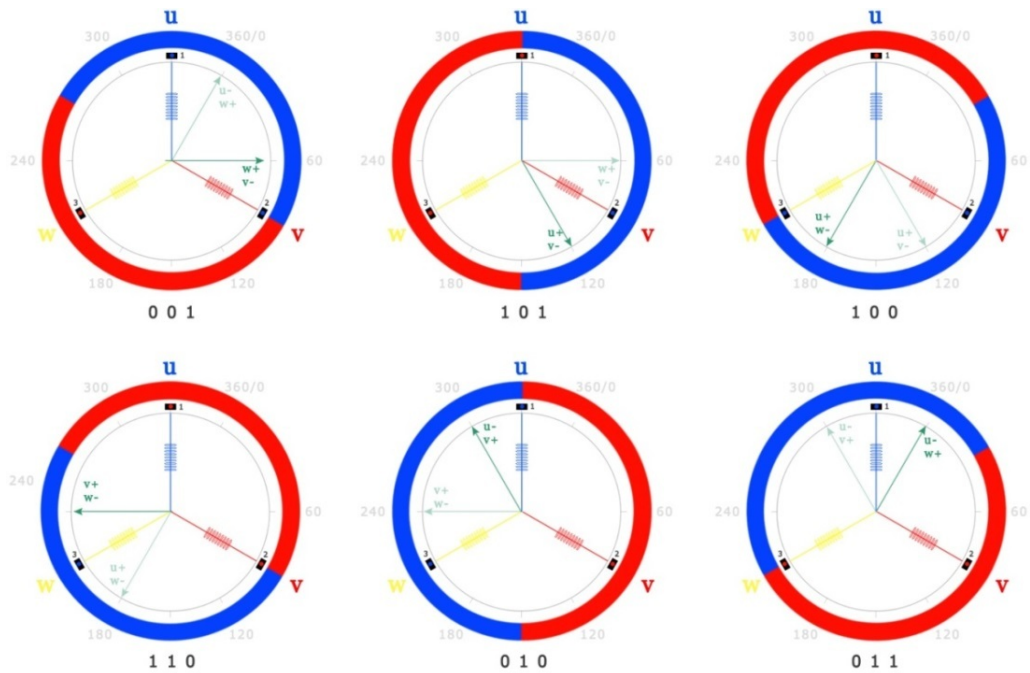 u
300 360/0
1
u-
w+
240 60
w+
v-
3 2
w v
180 120
0 0 1
u
300 360/0
1
240 60
w+
v-
3 2
u+
v-
w v
180 120
1 0 1
u
300 360/0
1
240 60
3 2
u+
w-
u+
v-
w v
180 120
1 0 0
u
300 360/0
1
240
v+
w-
60
3 2
u+
w-
w v
180 120
1 1 0
u
300 360/0
1
u-
v+
v+
w-
240 60
3 2
w v
180 120
0 1 0
u
300 360/0
1
u-
v+
u-
w+
240 60
3 2
w v
180 120
0 1 1